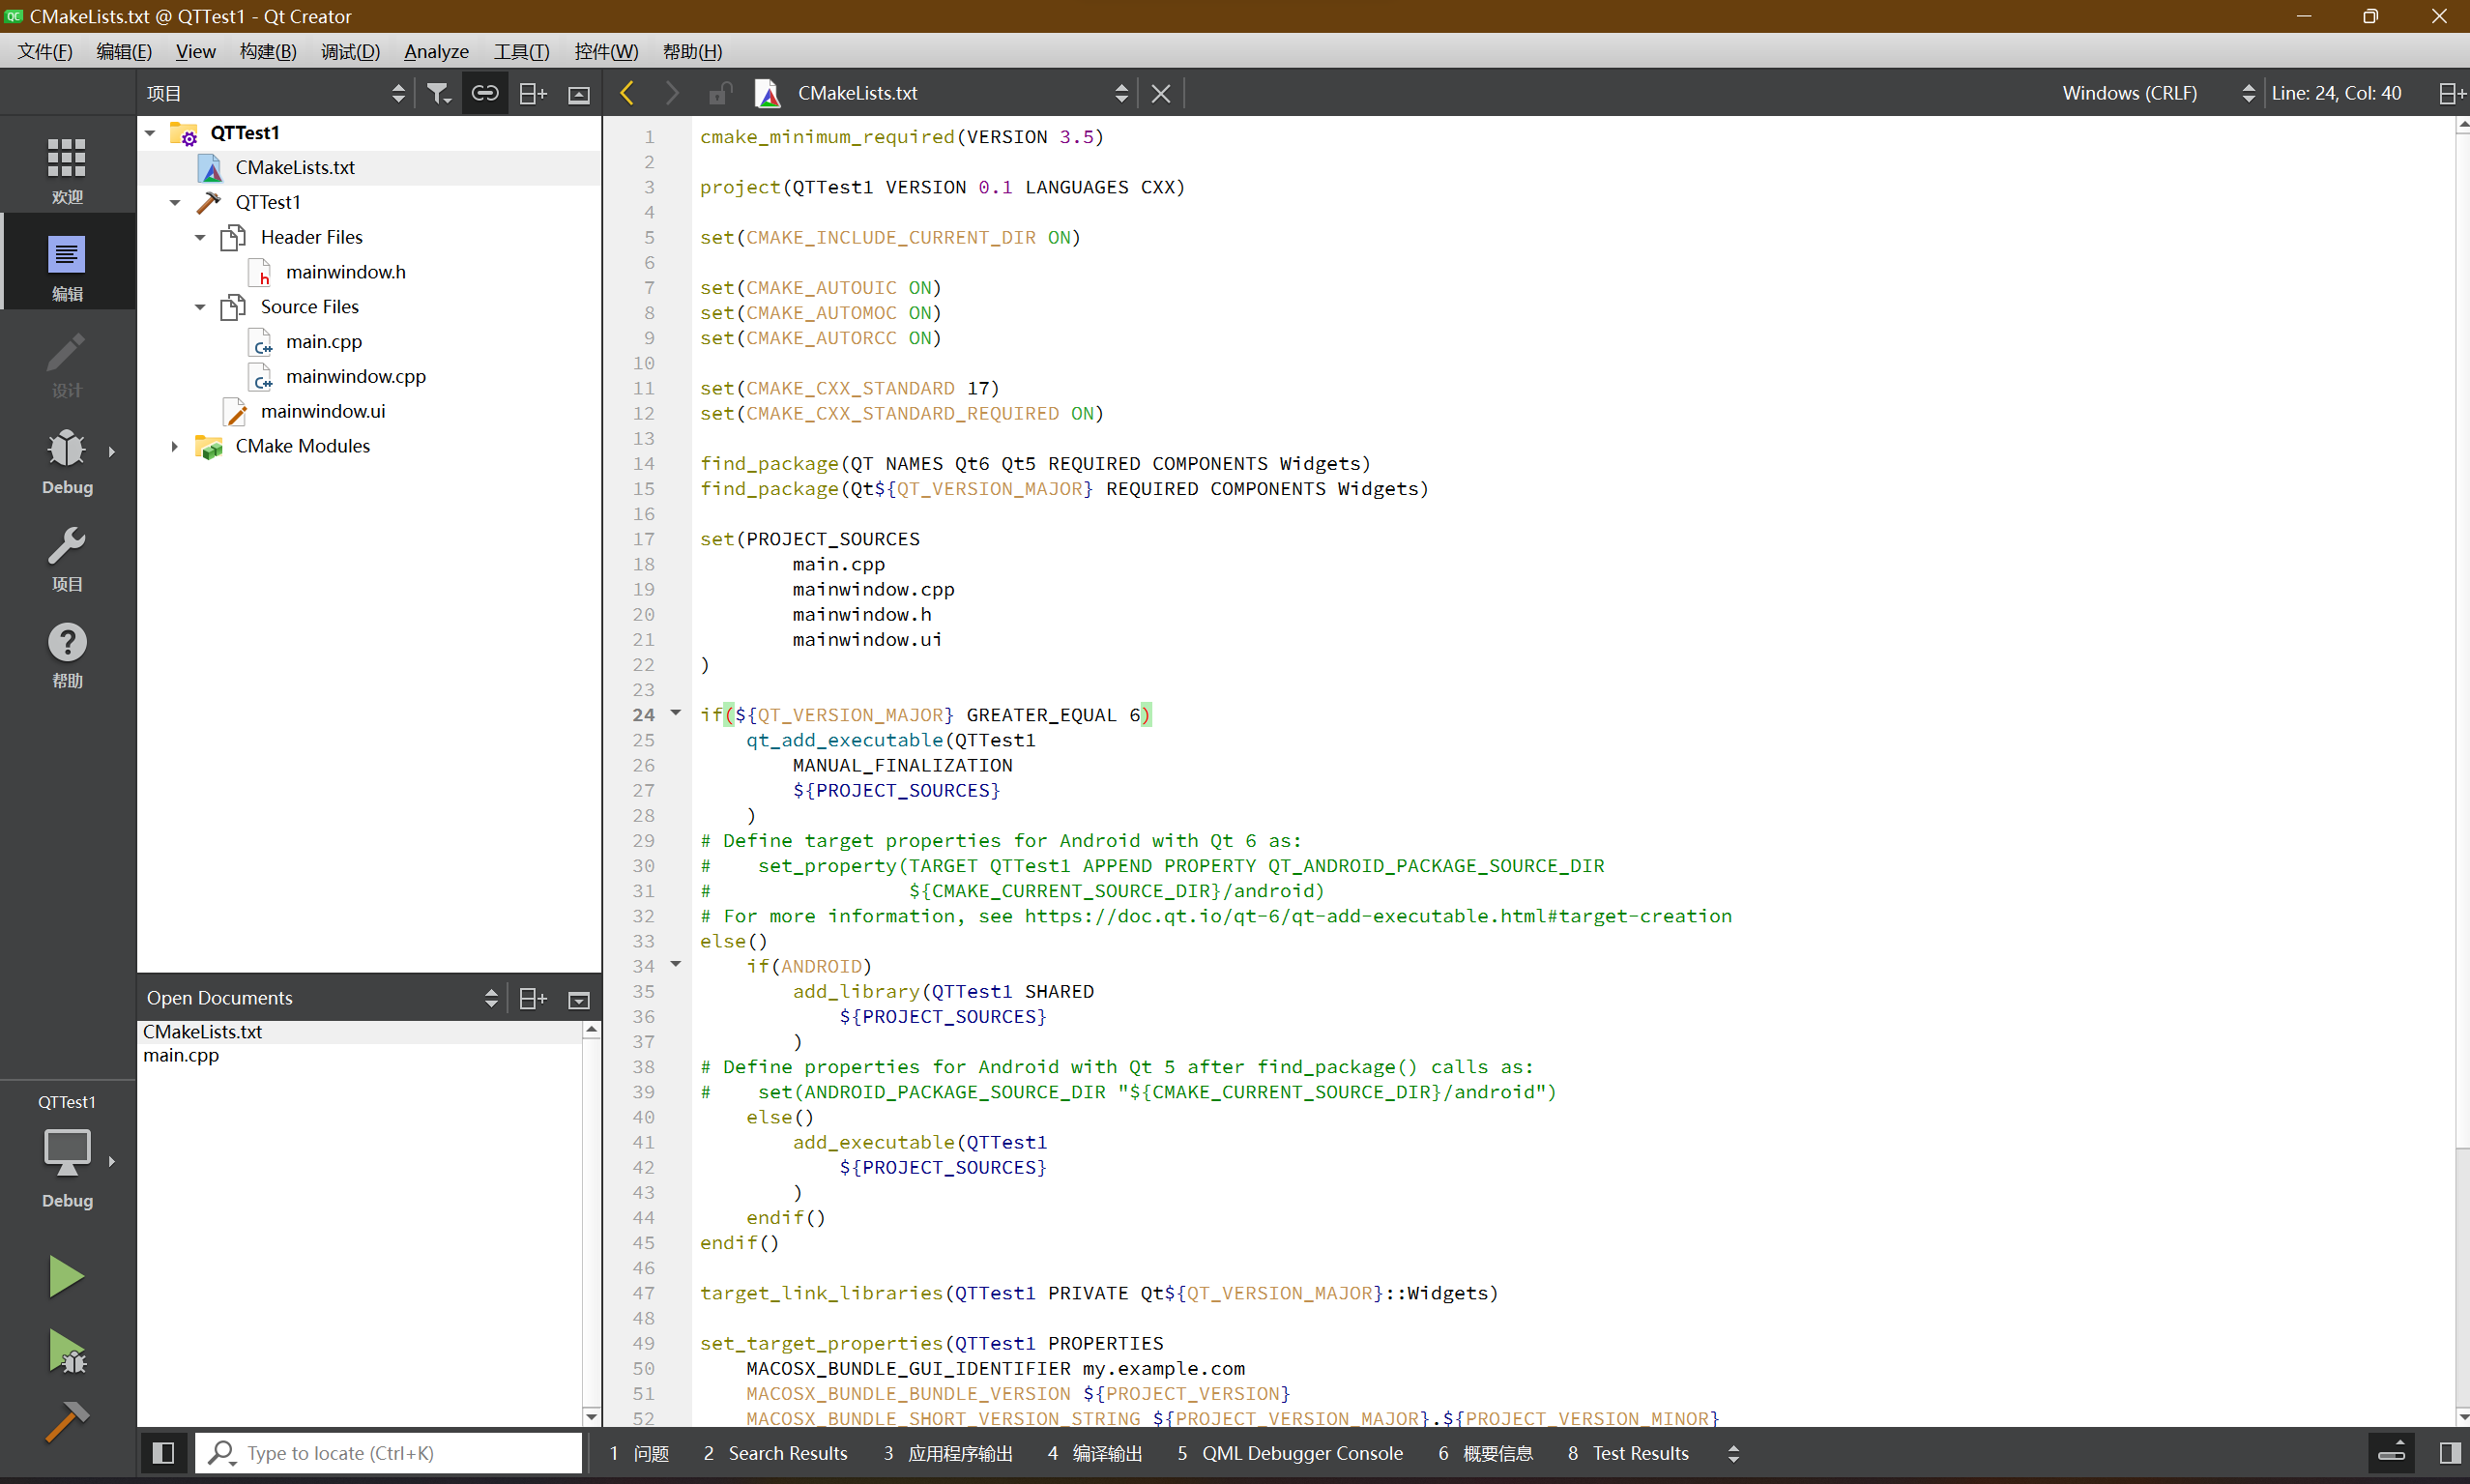 CMakeLists.txt @ QTTest1 - Qt Creator
文件(F) 编辑(E) View 构建(B) 调试(D) Analyze 工具(T) 控件(W) 帮助(H)
项目
CMakeLists.txt
Windows (CRLF)
Line: 24, Col: 40
欢迎
编辑
设计
Debug
项目
帮助
QTTest1
Debug
QTTest1
CMakeLists.txt
QTTest1
Header Files
mainwindow.h
Source Files
main.cpp
mainwindow.cpp
mainwindow.ui
CMake Modules
Open Documents
CMakeLists.txt
main.cpp
1 cmake_minimum_required(VERSION 3.5)
2
3 project(QTTest1 VERSION 0.1 LANGUAGES CXX)
4
5 set(CMAKE_INCLUDE_CURRENT_DIR ON)
6
7 set(CMAKE_AUTOUIC ON)
8 set(CMAKE_AUTOMOC ON)
9 set(CMAKE_AUTORCC ON)
10
11 set(CMAKE_CXX_STANDARD 17)
12 set(CMAKE_CXX_STANDARD_REQUIRED ON)
13
14 find_package(QT NAMES Qt6 Qt5 REQUIRED COMPONENTS Widgets)
15 find_package(Qt${QT_VERSION_MAJOR} REQUIRED COMPONENTS Widgets)
16
17 set(PROJECT_SOURCES
18         main.cpp
19         mainwindow.cpp
20         mainwindow.h
21         mainwindow.ui
22 )
23
24 if(${QT_VERSION_MAJOR} GREATER_EQUAL 6)
25     qt_add_executable(QTTest1
26         MANUAL_FINALIZATION
27         ${PROJECT_SOURCES}
28     )
29 # Define target properties for Android with Qt 6 as:
30 #    set_property(TARGET QTTest1 APPEND PROPERTY QT_ANDROID_PACKAGE_SOURCE_DIR
31 #                 ${CMAKE_CURRENT_SOURCE_DIR}/android)
32 # For more information, see https://doc.qt.io/qt-6/qt-add-executable.html#target-creation
33 else()
34     if(ANDROID)
35         add_library(QTTest1 SHARED
36             ${PROJECT_SOURCES}
37         )
38 # Define properties for Android with Qt 5 after find_package() calls as:
39 #    set(ANDROID_PACKAGE_SOURCE_DIR "${CMAKE_CURRENT_SOURCE_DIR}/android")
40     else()
41         add_executable(QTTest1
42             ${PROJECT_SOURCES}
43         )
44     endif()
45 endif()
46
47 target_link_libraries(QTTest1 PRIVATE Qt${QT_VERSION_MAJOR}::Widgets)
48
49 set_target_properties(QTTest1 PROPERTIES
50     MACOSX_BUNDLE_GUI_IDENTIFIER my.example.com
51     MACOSX_BUNDLE_BUNDLE_VERSION ${PROJECT_VERSION}
52     MACOSX_BUNDLE_SHORT_VERSION_STRING ${PROJECT_VERSION_MAJOR}.${PROJECT_VERSION_MINOR}
Type to locate (Ctrl+K)
1 问题 2 Search Results 3 应用程序输出 4 编译输出 5 QML Debugger Console 6 概要信息 8 Test Results